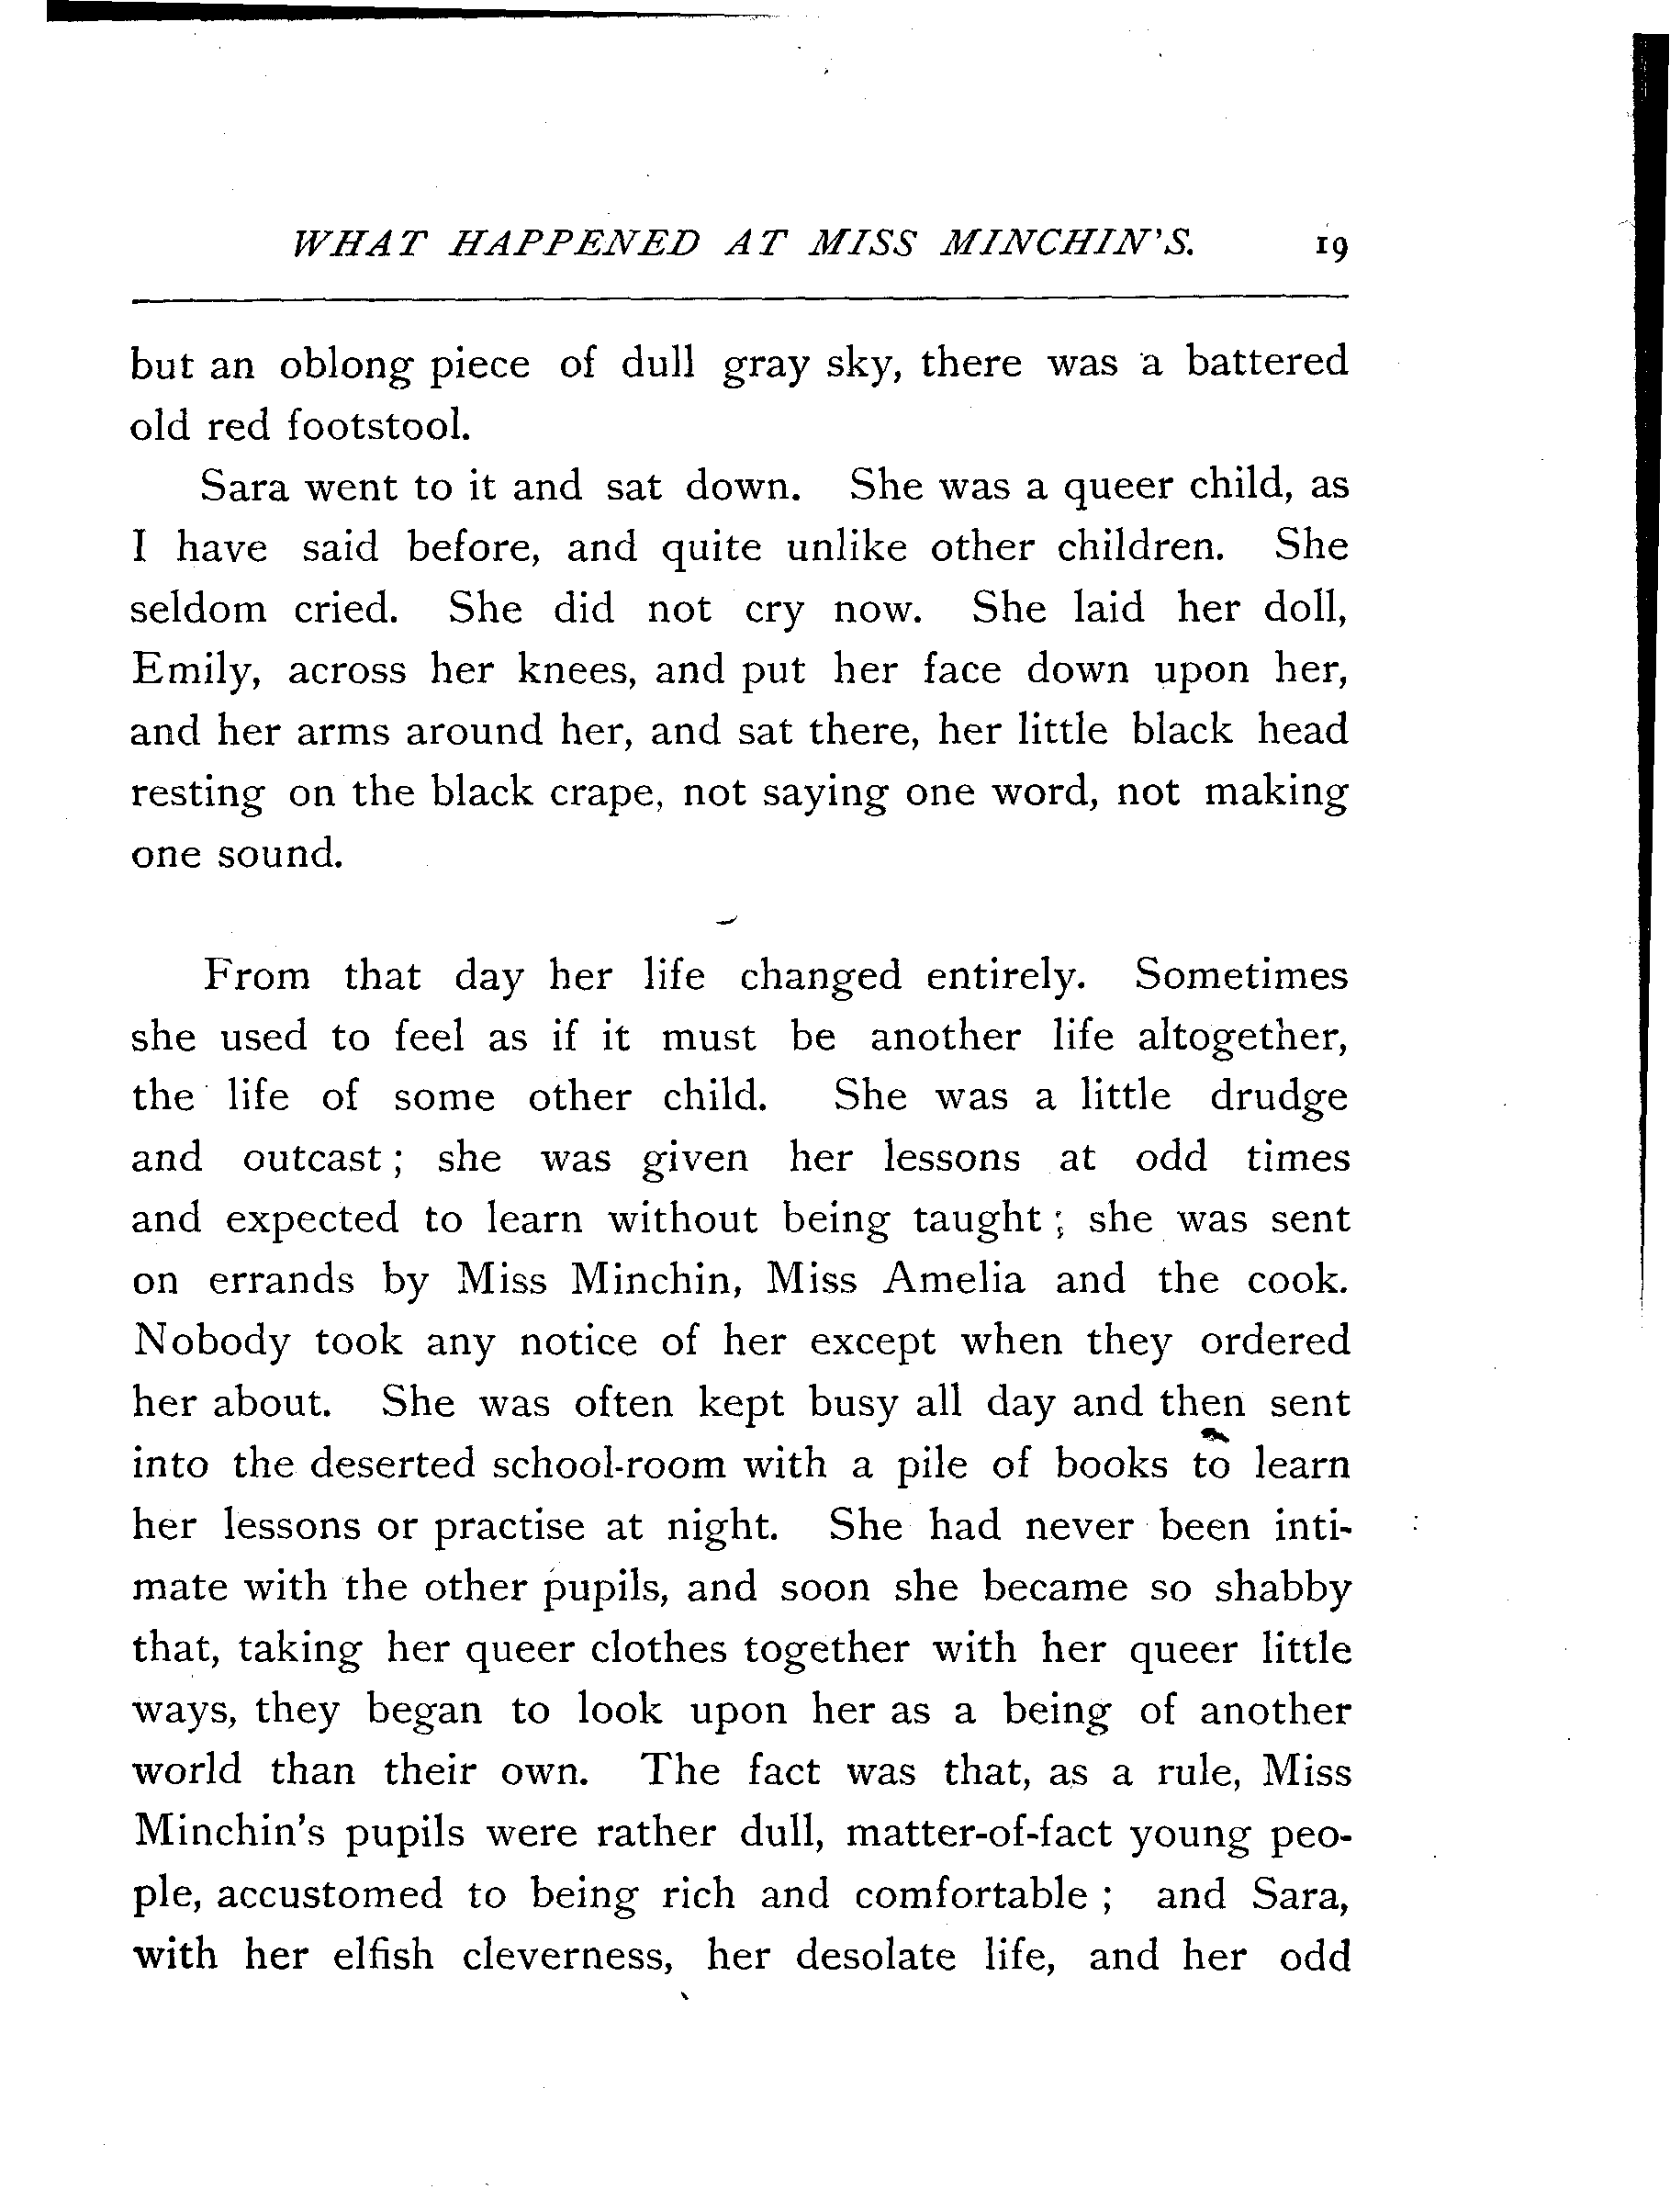 WHAT HAPPENED AT MISS MINCHIN'S. 19
but an oblong piece of dull gray sky, there was a battered
old red footstool.
Sara went to it and sat down. She was a queer child, as
I have said before, and quite unlike other children. She
seldom cried. She did not cry now. She laid her doll,
Emily, across her knees, and put her face down upon her,
and her arms around her, and sat there, her little black head
resting on the black crape, not saying one word, not making
one sound.
From that day her life changed entirely. Sometimes
she used to feel as if it must be another life altogether,
the life of some other child. She was a little drudge
and outcast; she was given her lessons at odd times
and expected to learn without being taught; she was sent
on errands by Miss Minchin, Miss Amelia and the cook.
Nobody took any notice of her except when they ordered
her about. She was often kept busy all day and then sent
into the deserted school-room with a pile of books to learn
her lessons or practise at night. She had never been inti-
mate with the other pupils, and soon she became so shabby
that, taking her queer clothes together with her queer little
ways, they began to look upon her as a being of another
world than their own. The fact was that, as a rule, Miss
Minchin's pupils were rather dull, matter-of-fact young peo-
ple, accustomed to being rich and comfortable; and Sara,
with her elfish cleverness, her desolate life, and her odd